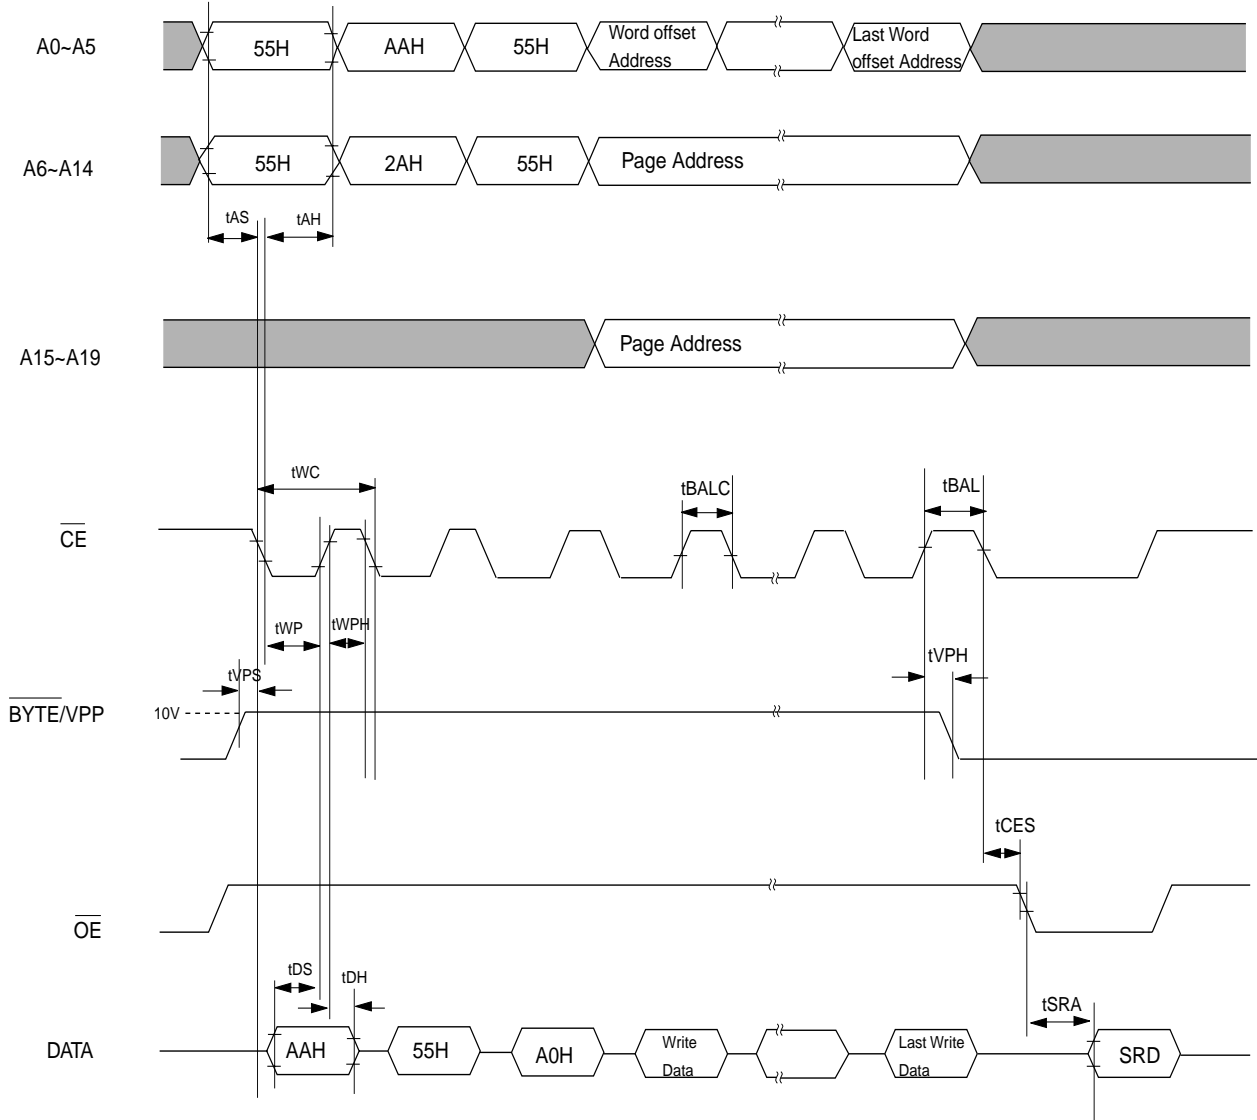 A0~A5
55H
AAH
55H
Word offset
Address
Last Word
offset Address
A6~A14
55H
2AH
55H
Page Address
tAS
tAH
A15~A19
Page Address
tWC
tBALC
tBAL
CE
tWP
tWPH
tVPS
tVPH
BYTE/VPP
10V
tCES
OE
tDS
tDH
tSRA
DATA
AAH
55H
A0H
Write
Data
Last Write
Data
SRD